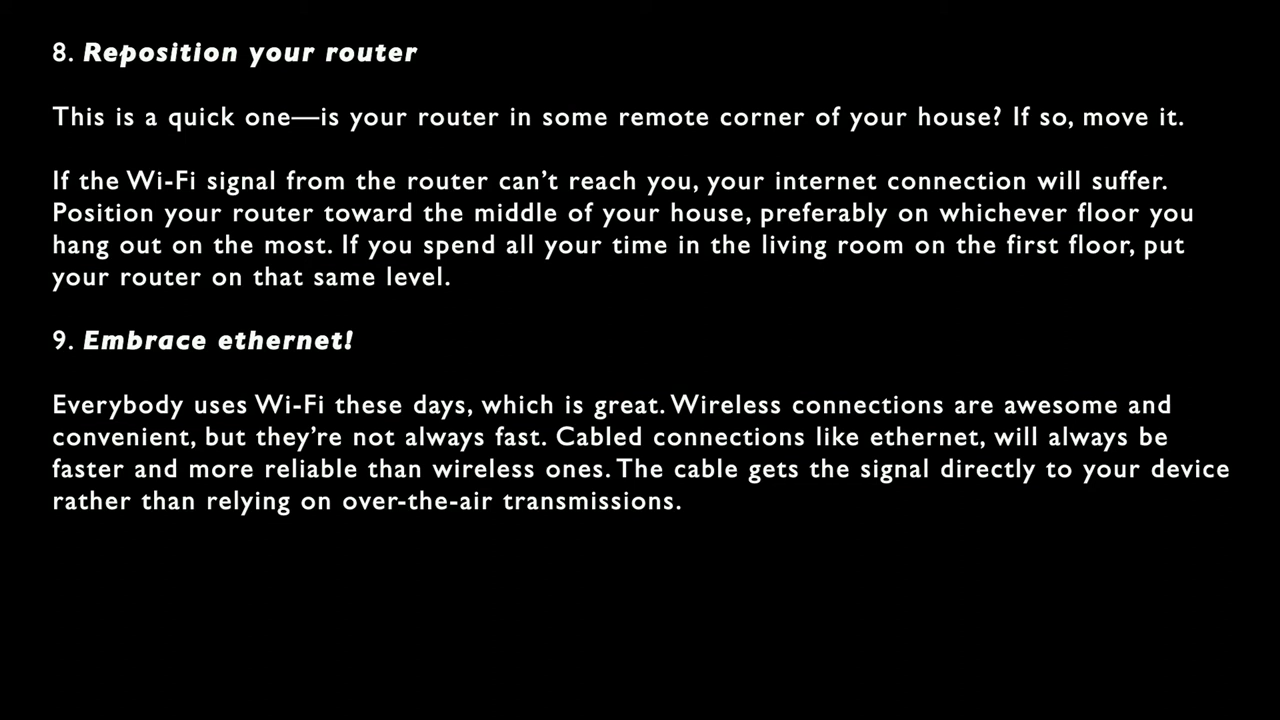 8. Reposition your router
This is a quick one—is your router in some remote corner of your house? If so, move it.
If the Wi-Fi signal from the router can’t reach you, your internet connection will suffer.
Position your router toward the middle of your house, preferably on whichever floor you
hang out on the most. If you spend all your time in the living room on the first floor, put
your router on that same level.
9. Embrace ethernet!
Everybody uses Wi-Fi these days, which is great. Wireless connections are awesome and
convenient, but they’re not always fast. Cabled connections like ethernet, will always be
faster and more reliable than wireless ones. The cable gets the signal directly to your device
rather than relying on over-the-air transmissions.